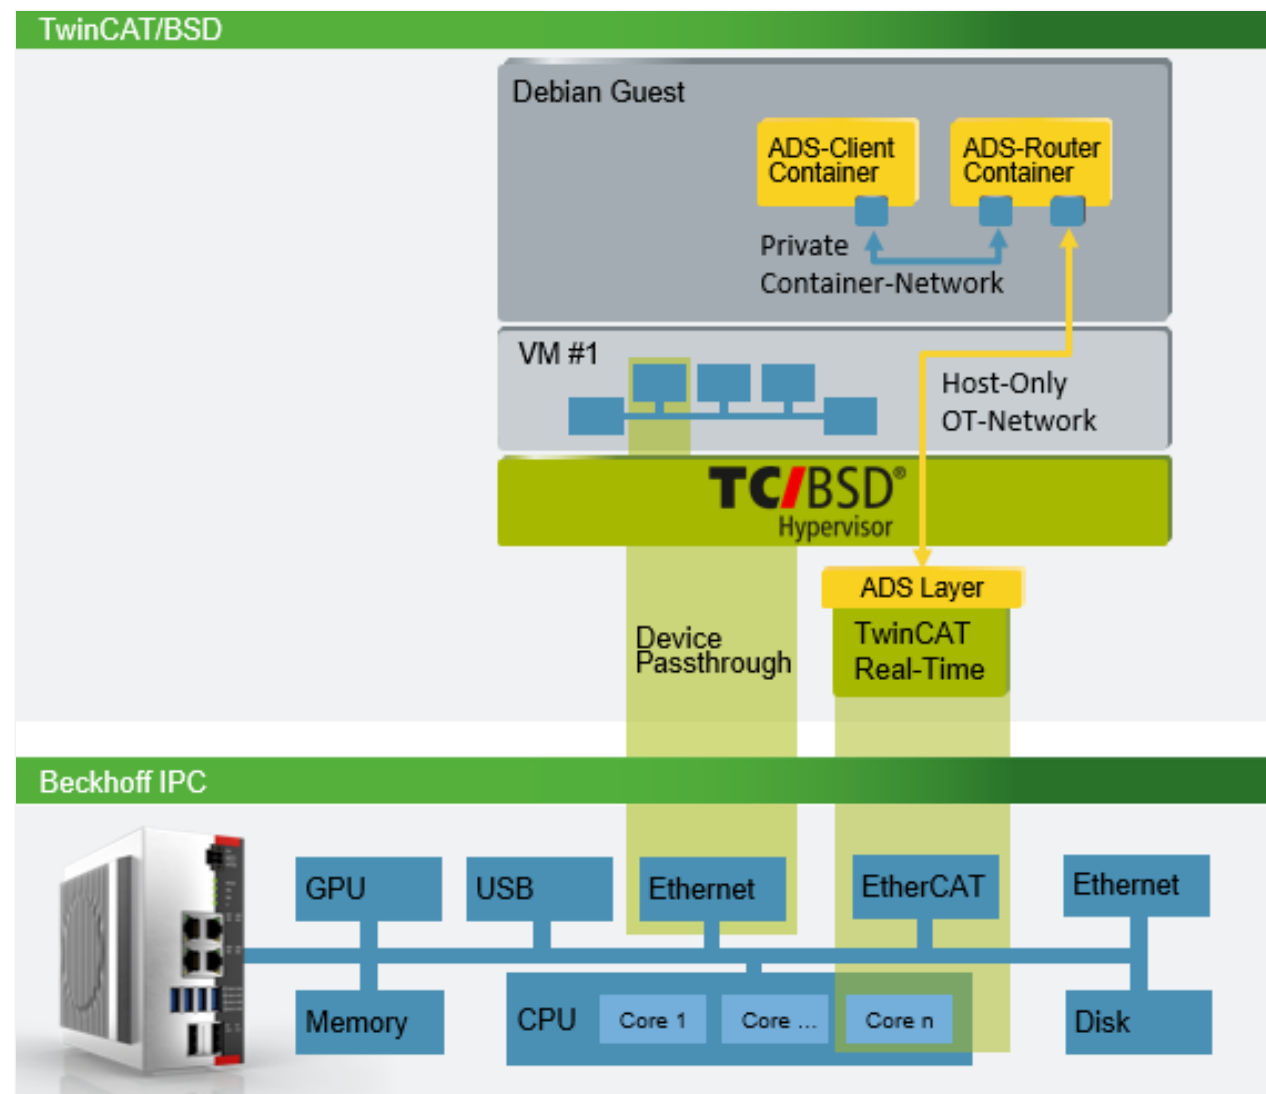 TwinCAT/BSD
Debian Guest
ADS-Client
Container
ADS-Router
Container
Private
Container-Network
VM #1
Host-Only
OT-Network
TC/BSD®
Hypervisor
ADS Layer
Device
Passthrough
TwinCAT
Real-Time
Beckhoff IPC
GPU
USB
Ethernet
EtherCAT
Ethernet
Memory
CPU
Core 1
Core ...
Core n
Disk